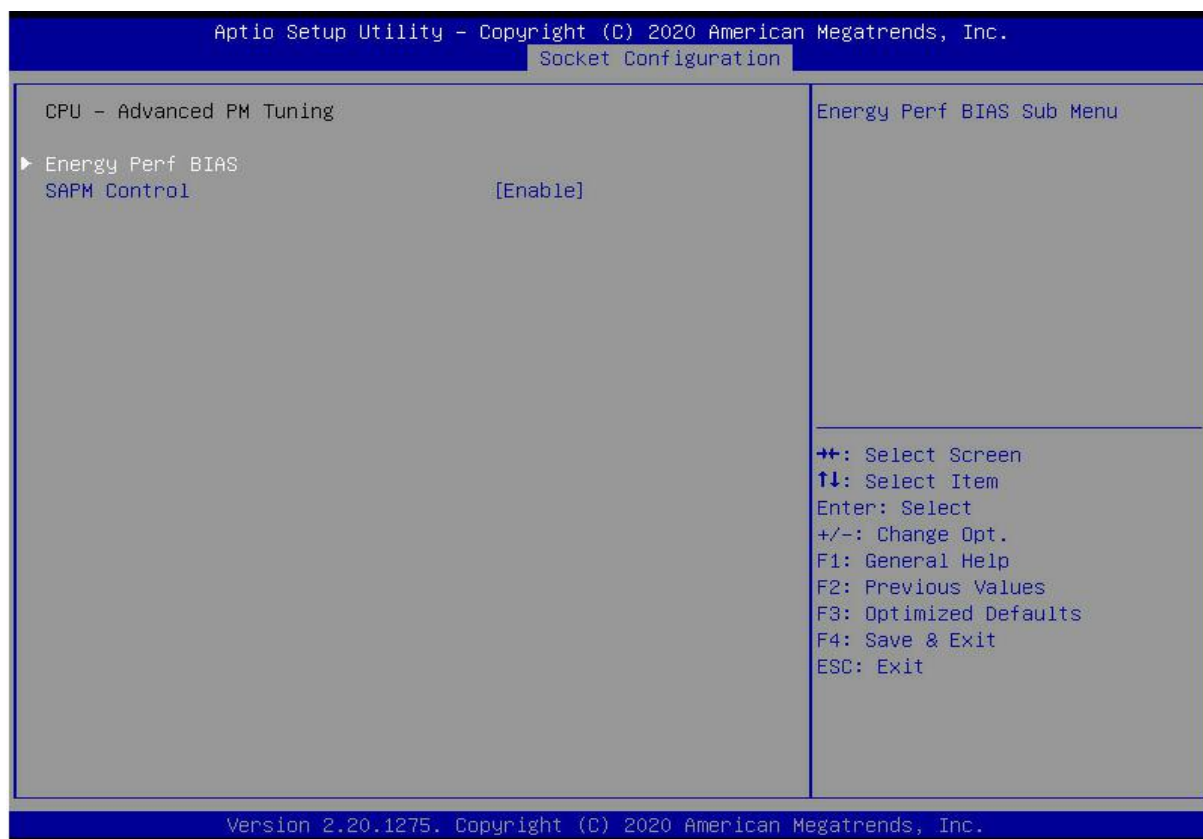 Aptio Setup Utility – Copyright (C) 2020 American Megatrends, Inc.
Socket Configuration
CPU – Advanced PM Tuning
Energy Perf BIAS
SAPM Control [Enable]
Energy Perf BIAS Sub Menu
→←: Select Screen
↑↓: Select Item
Enter: Select
+/-: Change Opt.
F1: General Help
F2: Previous Values
F3: Optimized Defaults
F4: Save & Exit
ESC: Exit
Version 2.20.1275. Copyright (C) 2020 American Megatrends, Inc.